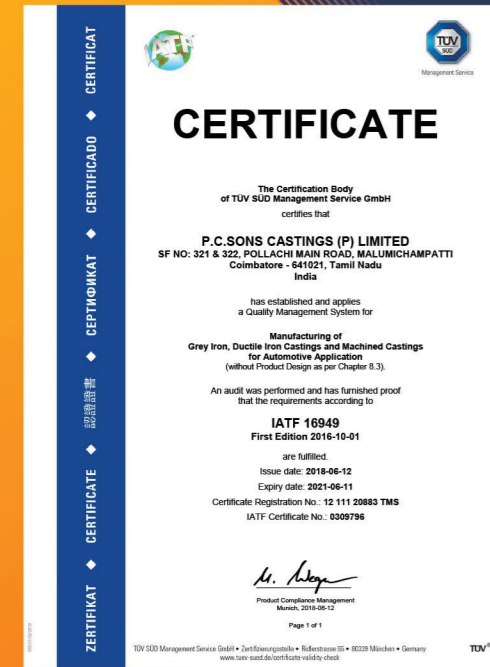 ZERTIFIKAT ◆ CERTIFICATE ◆ 認證證書 ◆ СЕРТИФИКАТ ◆ CERTIFICADO ◆ CERTIFICAT
IATF
TÜV
SÜD
Management Service
CERTIFICATE
The Certification Body
of TÜV SÜD Management Service GmbH
certifies that
P.C.SONS CASTINGS (P) LIMITED
SF NO: 321 & 322, POLLACHI MAIN ROAD, MALUMICHAMPATTI
Coimbatore - 641021, Tamil Nadu
India
has established and applies
a Quality Management System for
Manufacturing of
Grey Iron, Ductile Iron Castings and Machined Castings
for Automotive Application
(without Product Design as per Chapter 8.3).
An audit was performed and has furnished proof
that the requirements according to
IATF 16949
First Edition 2016-10-01
are fulfilled.
Issue date: 2018-06-12
Expiry date: 2021-06-11
Certificate Registration No.: 12 111 20883 TMS
IATF Certificate No.: 0309796
Product Compliance Management
Munich, 2018-06-12
Page 1 of 1
TÜV SÜD Management Service GmbH • Zertifizierungsstelle • Ridlerstrasse 65 • 80339 München • Germany
www.tuev-sued.de/certificate-validity-check
TÜV®